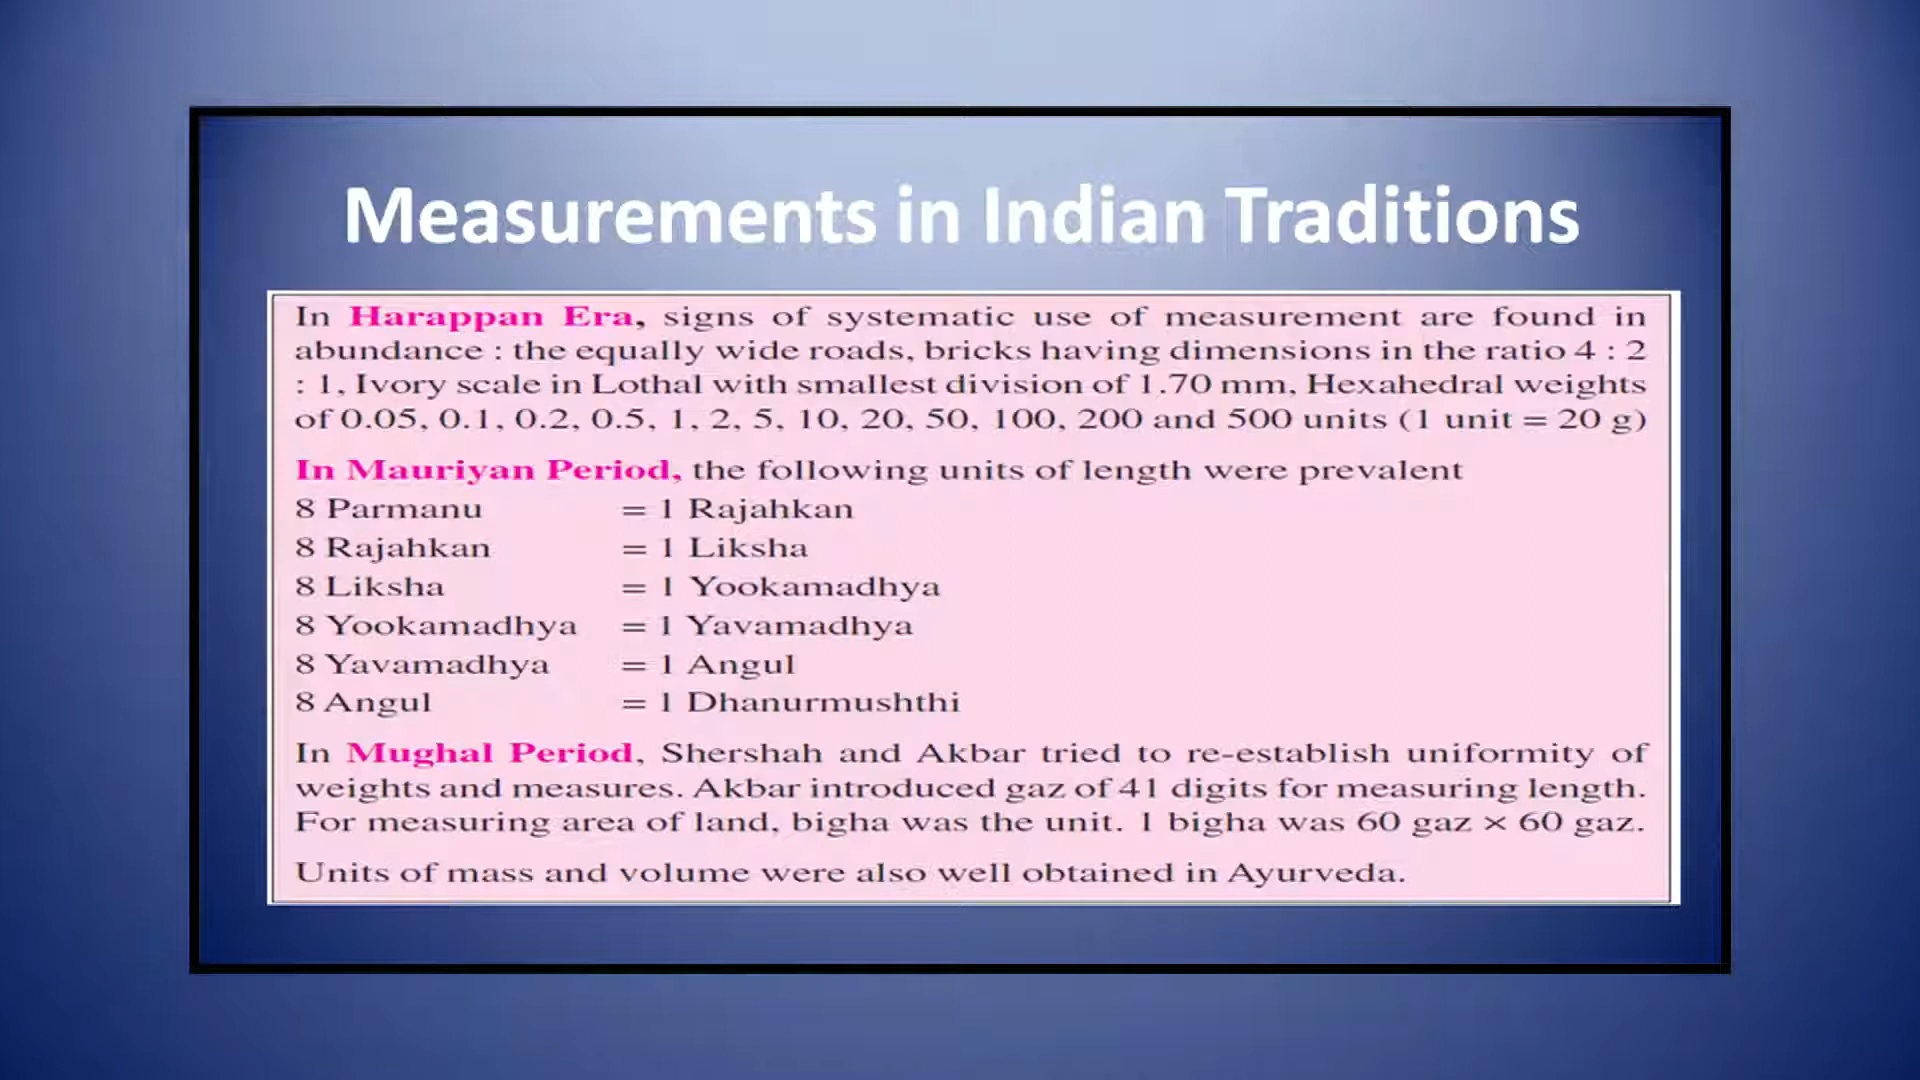 Measurements in Indian Traditions
In Harappan Era, signs of systematic use of measurement are found in
abundance : the equally wide roads, bricks having dimensions in the ratio 4 : 2
: 1, Ivory scale in Lothal with smallest division of 1.70 mm, Hexahedral weights
of 0.05, 0.1, 0.2, 0.5, 1, 2, 5, 10, 20, 50, 100, 200 and 500 units (1 unit = 20 g)
In Mauriyan Period, the following units of length were prevalent
8 Parmanu = 1 Rajahkan
8 Rajahkan = 1 Liksha
8 Liksha = 1 Yookamadhya
8 Yookamadhya = 1 Yavamadhya
8 Yavamadhya = 1 Angul
8 Angul = 1 Dhanurmushthi
In Mughal Period, Shershah and Akbar tried to re-establish uniformity of
weights and measures. Akbar introduced gaz of 41 digits for measuring length.
For measuring area of land, bigha was the unit. 1 bigha was 60 gaz × 60 gaz.
Units of mass and volume were also well obtained in Ayurveda.